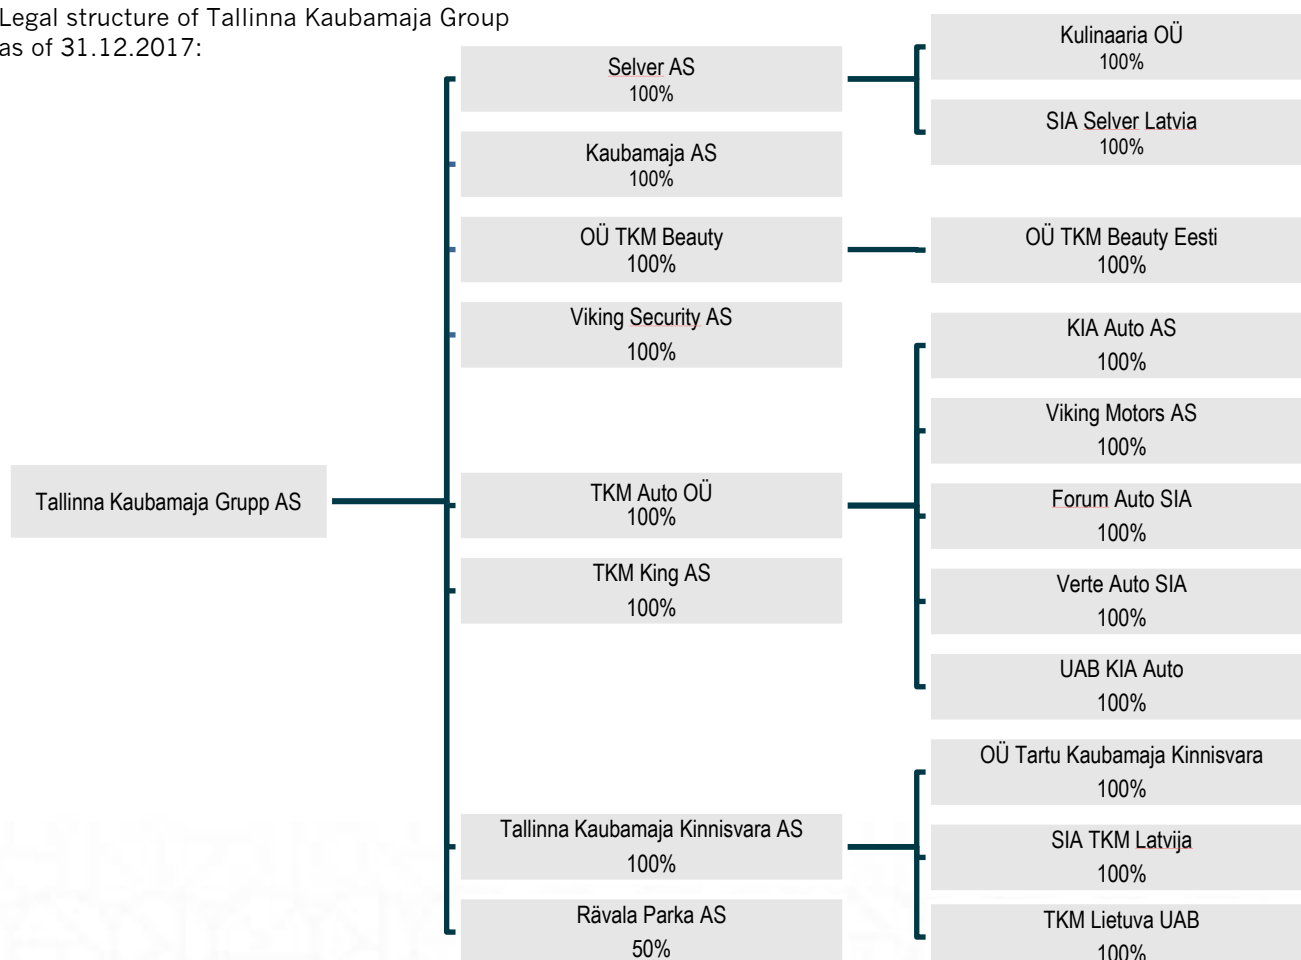 Legal structure of Tallinna Kaubamaja Group
as of 31.12.2017:
Tallinna Kaubamaja Grupp AS
Selver AS
100%
Kaubamaja AS
100%
OÜ TKM Beauty
100%
Viking Security AS
100%
TKM Auto OÜ
100%
TKM King AS
100%
Tallinna Kaubamaja Kinnisvara AS
100%
Rävala Parka AS
50%
Kulinaaria OÜ
100%
SIA Selver Latvia
100%
OÜ TKM Beauty Eesti
100%
KIA Auto AS
100%
Viking Motors AS
100%
Forum Auto SIA
100%
Verte Auto SIA
100%
UAB KIA Auto
100%
OÜ Tartu Kaubamaja Kinnisvara
100%
SIA TKM Latvija
100%
TKM Lietuva UAB
100%